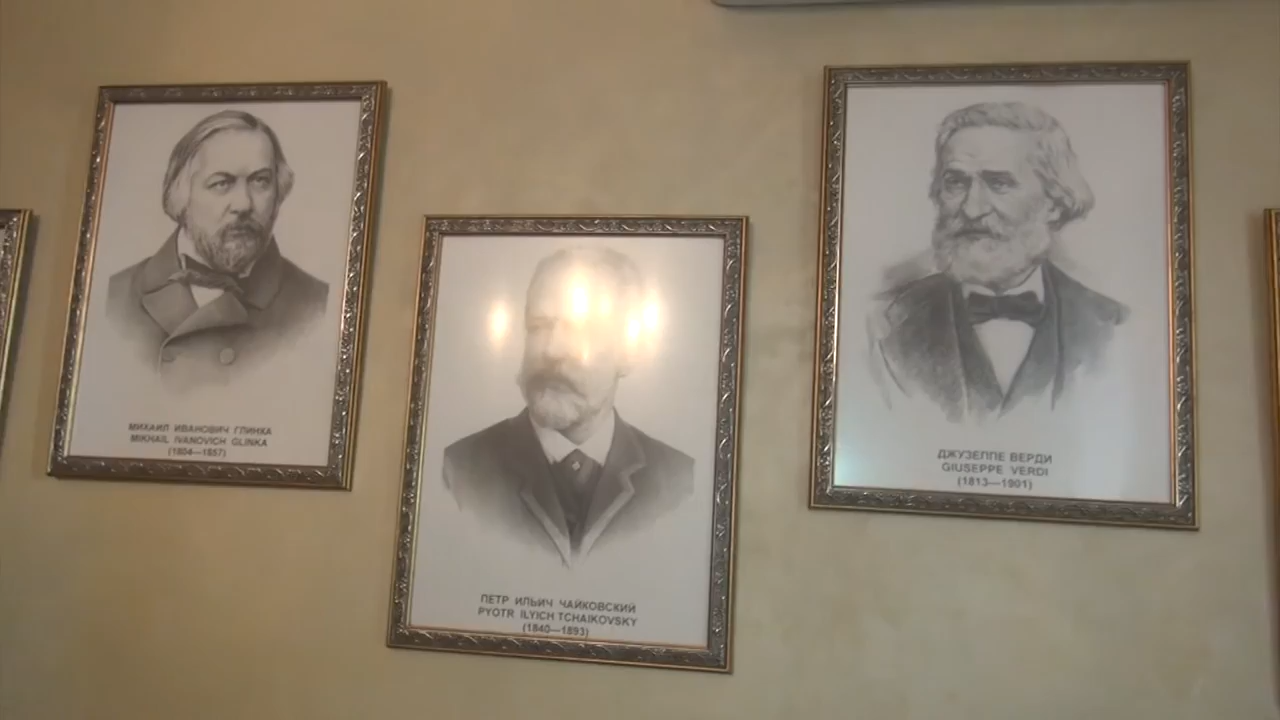 МИХАИЛ ИВАНОВИЧ ГЛИНКА
MIKHAIL IVANOVICH GLINKA
(1804—1857)
ПЕТР ИЛЬИЧ ЧАЙКОВСКИЙ
PYOTR ILYICH TCHAIKOVSKY
(1840—1893)
ДЖУЗЕППЕ ВЕРДИ
GIUSEPPE VERDI
(1813—1901)